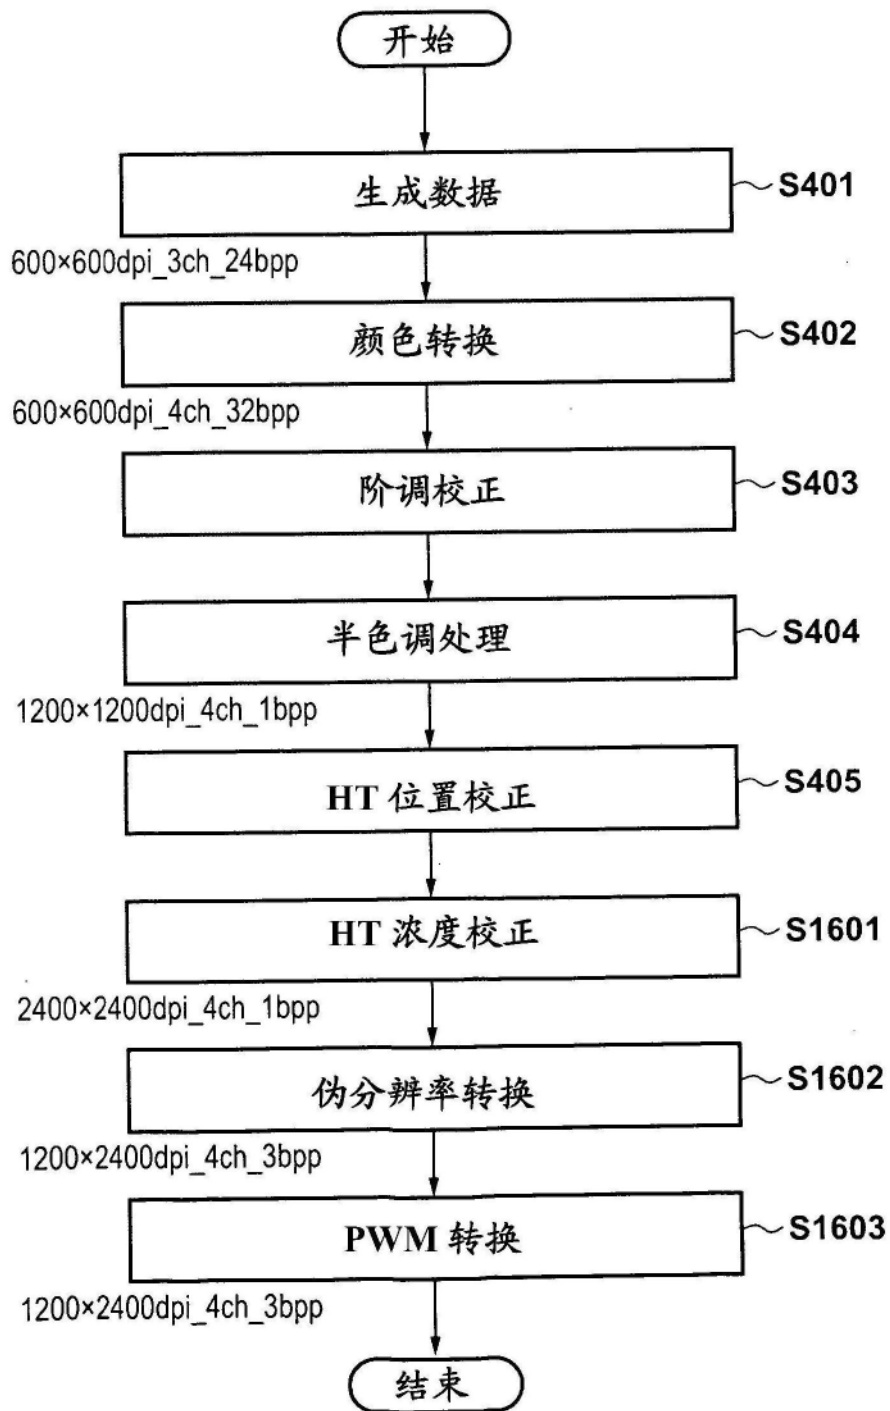 开始
生成数据 S401
600×600dpi_3ch_24bpp
颜色转换 S402
600×600dpi_4ch_32bpp
阶调校正 S403
半色调处理 S404
1200×1200dpi_4ch_1bpp
HT 位置校正 S405
HT 浓度校正 S1601
2400×2400dpi_4ch_1bpp
伪分辨率转换 S1602
1200×2400dpi_4ch_3bpp
PWM 转换 S1603
1200×2400dpi_4ch_3bpp
结束